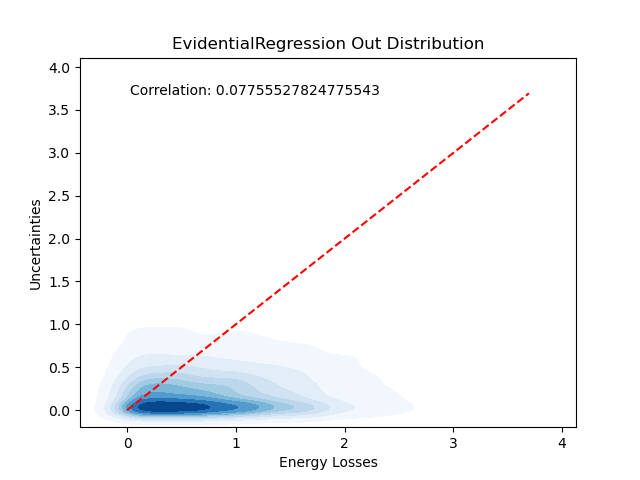 EvidentialRegression Out Distribution
Correlation: 0.07755527824775543
4.0
3.5
3.0
2.5
2.0
1.5
1.0
0.5
0.0
Uncertainties
0 1 2 3 4
Energy Losses